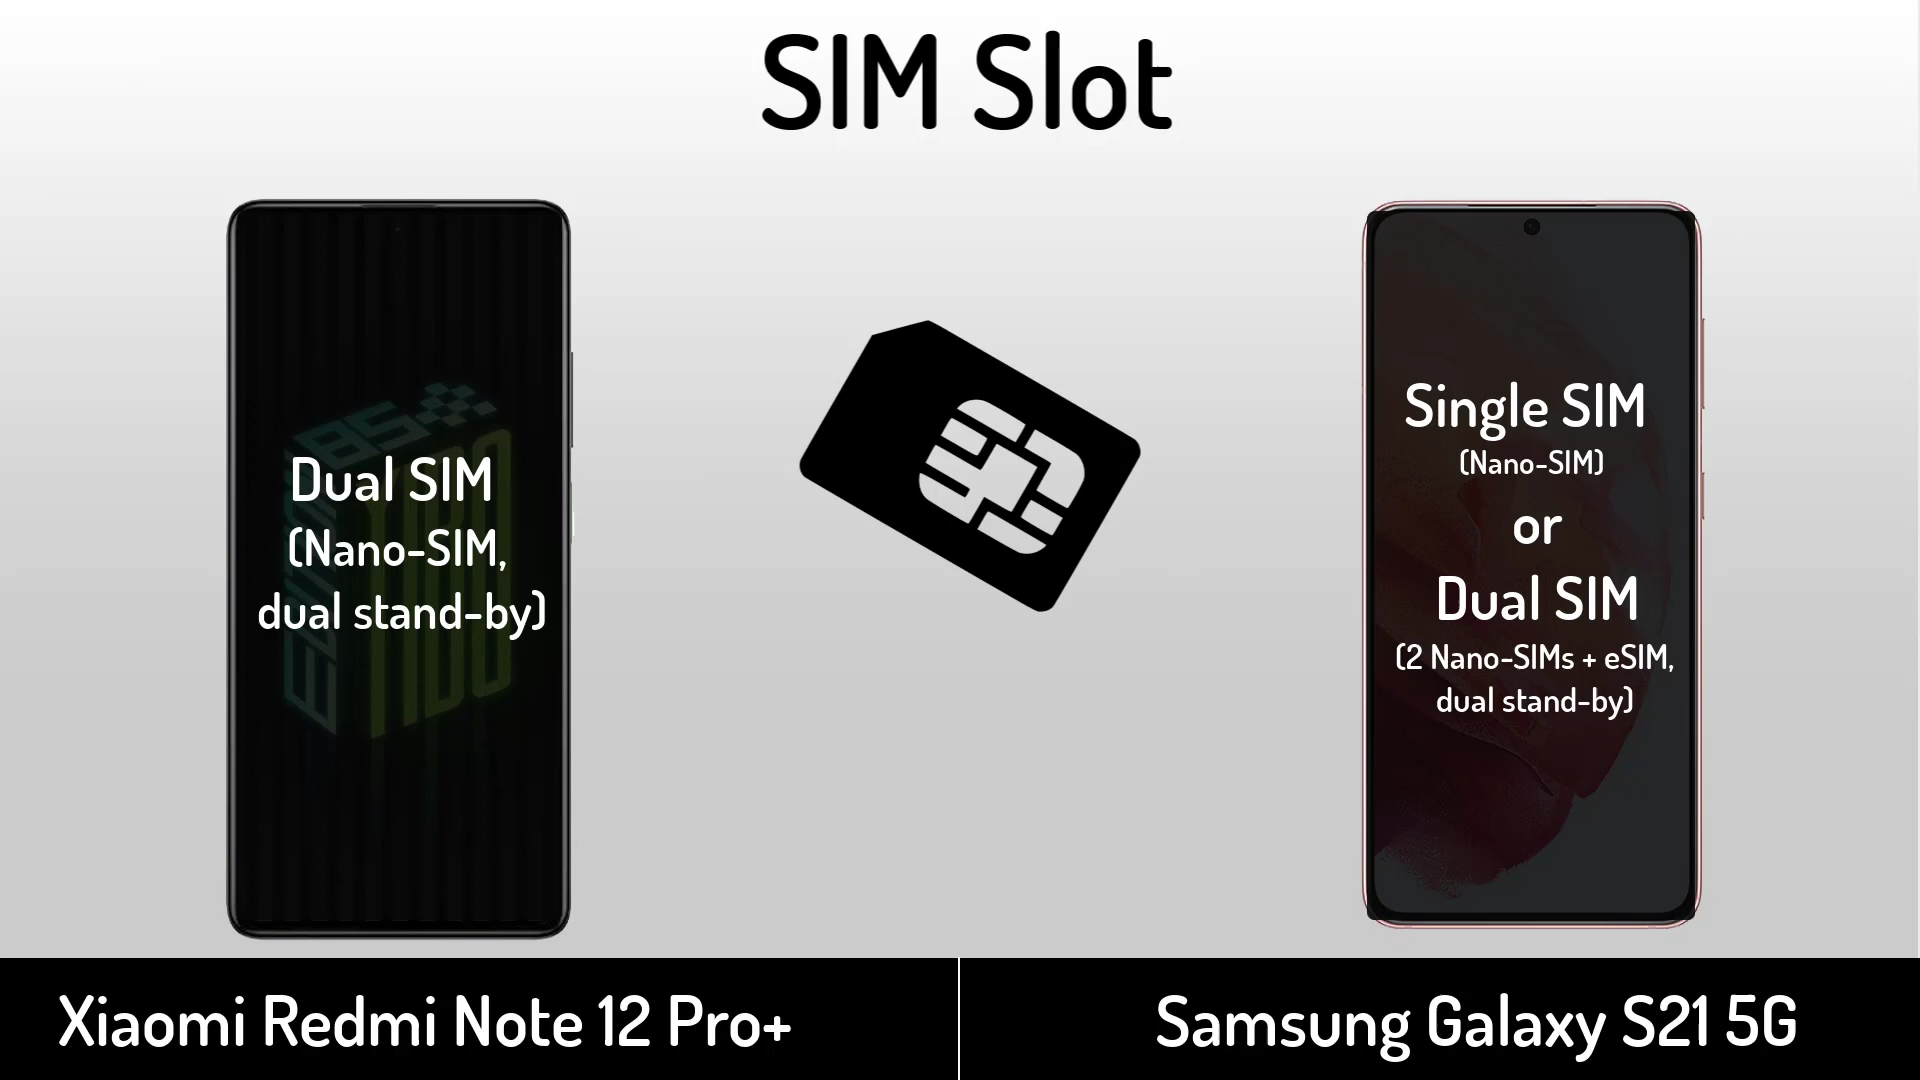 SIM Slot
Dual SIM
(Nano-SIM,
dual stand-by)
Single SIM
(Nano-SIM)
or
Dual SIM
(2 Nano-SIMs + eSIM,
dual stand-by)
Xiaomi Redmi Note 12 Pro+
Samsung Galaxy S21 5G